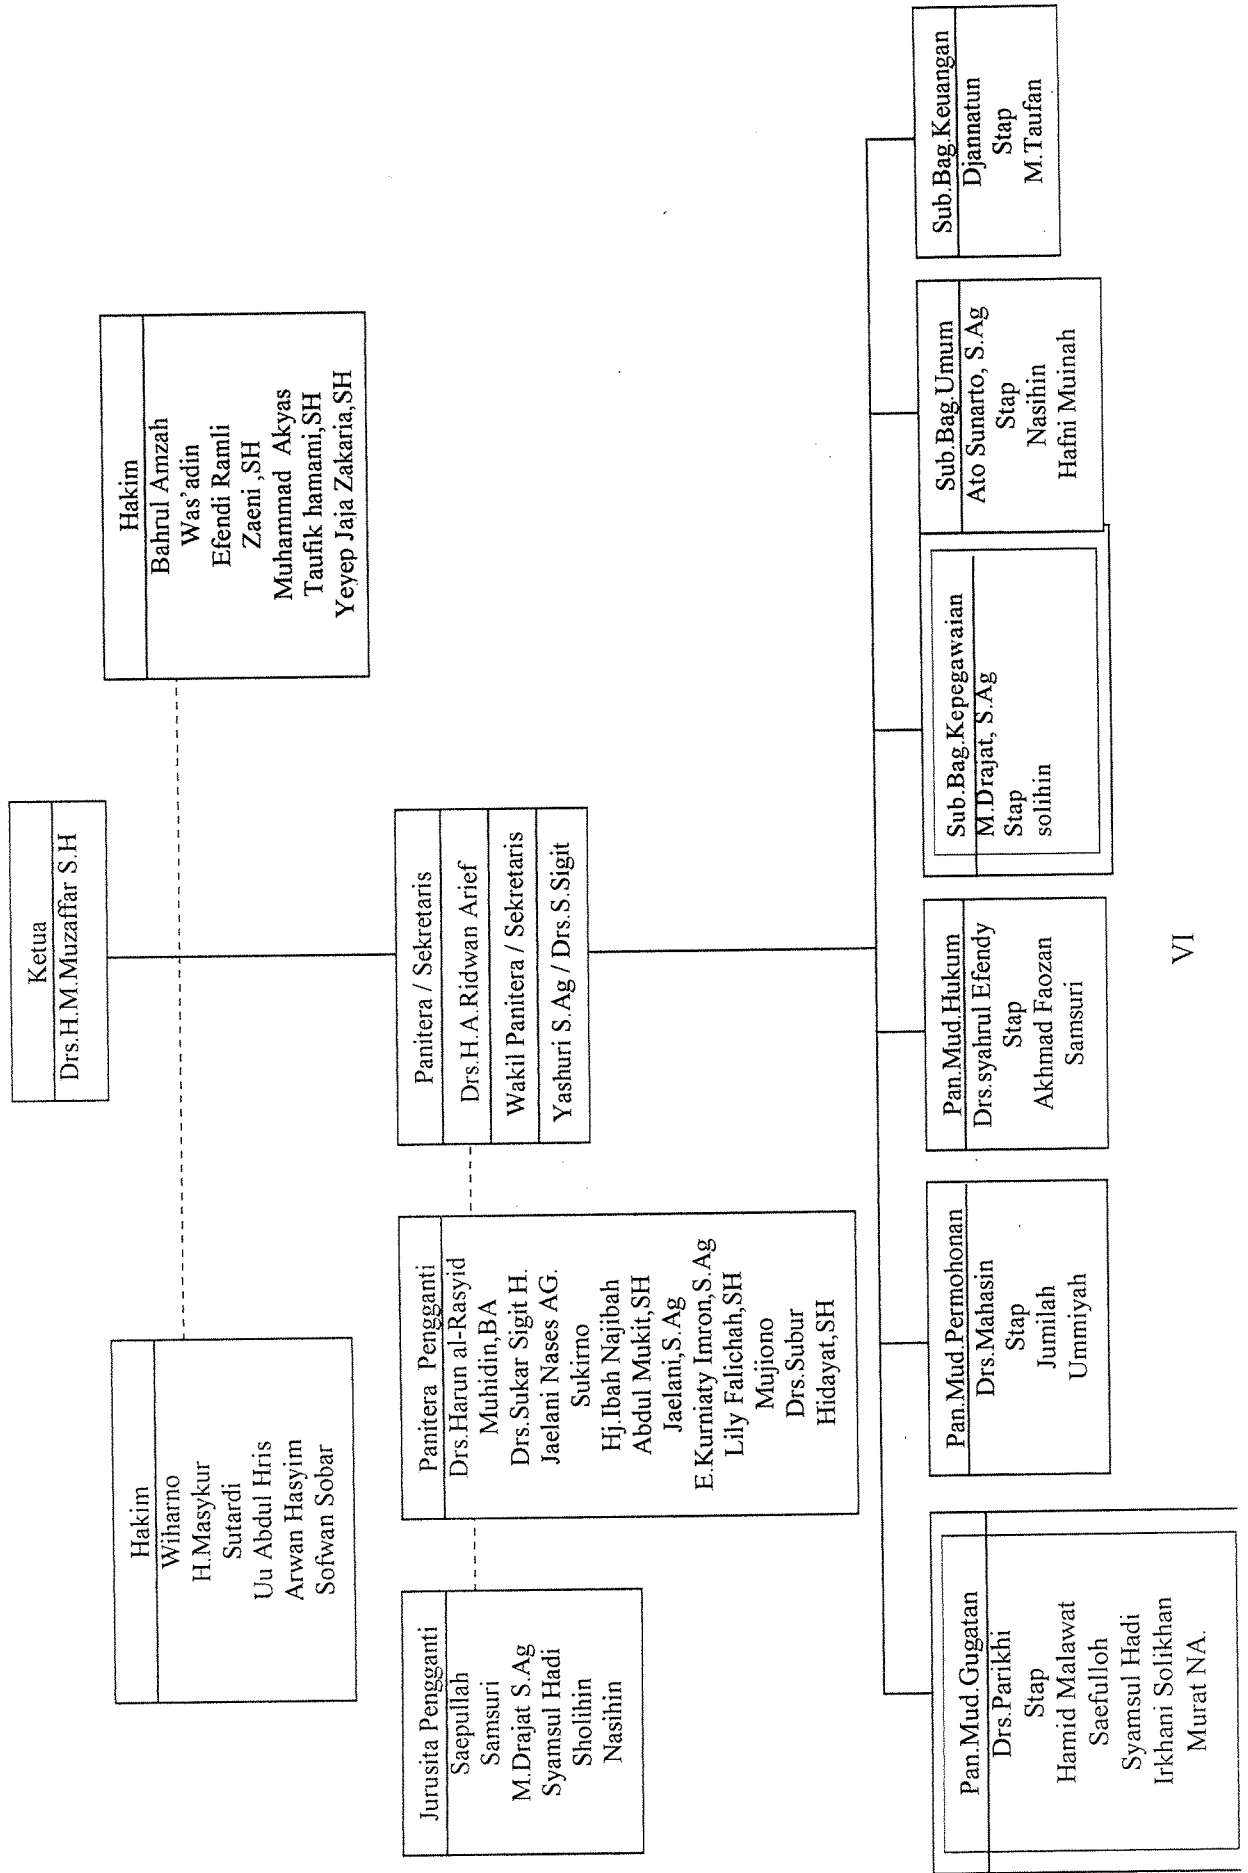 Ketua
Drs.H.M.Muzaffar S.H
Hakim
Wiharno
H.Masykur
Sutardi
Uu Abdul Hris
Arwan Hasyim
Sofwan Sobar
Hakim
Bahrul Amzah
Was'adin
Efendi Ramli
Zaeni ,SH
Muhammad Akyas
Taufik hamami,SH
Yeyep Jaja Zakaria,SH
Jurusita Pengganti
Saepullah
Samsuri
M.Drajat S.Ag
Syamsul Hadi
Sholihin
Nasihin
Panitera Pengganti
Drs.Harun al-Rasyid
Muhidin,BA
Drs.Sukar Sigit H.
Jaelani Nases AG.
Sukirno
Hj.Ibah Najibah
Abdul Mukit,SH
Jaelani,S.Ag
E.Kurniaty Imron,S.Ag
Lily Falichah,SH
Mujiono
Drs.Subur
Hidayat,SH
Panitera / Sekretaris
Drs.H.A.Ridwan Arief
Wakil Panitera / Sekretaris
Yashuri S.Ag / Drs.S.Sigit
Pan.Mud.Gugatan
Drs.Parikhi
Stap
Hamid Malawat
Saefulloh
Syamsul Hadi
Irkhani Solikhan
Murat NA.
Pan.Mud.Permohonan
Drs.Mahasin
Stap
Jumilah
Ummiyah
Pan.Mud.Hukum
Drs.syahrul Efendy
Stap
Akhmad Faozan
Samsuri
Sub.Bag.Kepegawaian
M.Drajat, S.Ag
Stap
solihin
Sub.Bag.Umum
Ato Sunarto, S.Ag
Stap
Nasihin
Hafni Muinah
Sub.Bag.Keuangan
Djannatun
Stap
M.Taufan
VI